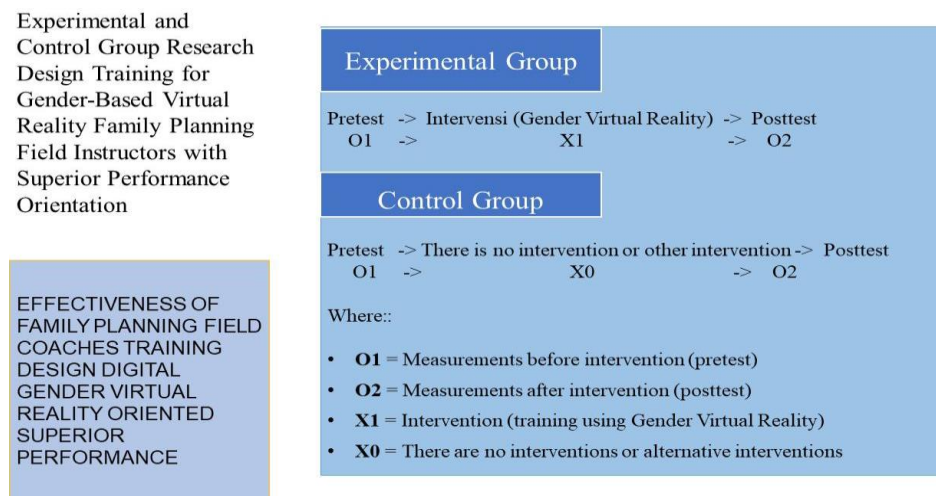 Experimental and
Control Group Research
Design Training for
Gender-Based Virtual
Reality Family Planning
Field Instructors with
Superior Performance
Orientation
EFFECTIVENESS OF
FAMILY PLANNING FIELD
COACHES TRAINING
DESIGN DIGITAL
GENDER VIRTUAL
REALITY ORIENTED
SUPERIOR
PERFORMANCE
Experimental Group
Pretest -> Intervensi (Gender Virtual Reality) -> Posttest
O1 -> X1 -> O2
Control Group
Pretest -> There is no intervention or other intervention -> Posttest
O1 -> X0 -> O2
Where::
• O1 = Measurements before intervention (pretest)
• O2 = Measurements after intervention (posttest)
• X1 = Intervention (training using Gender Virtual Reality)
• X0 = There are no interventions or alternative interventions